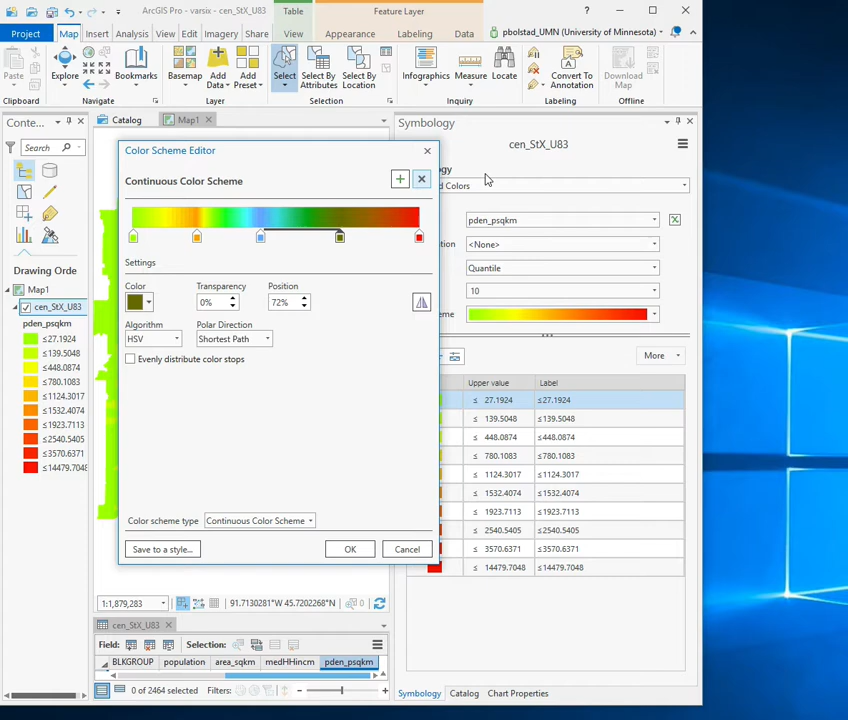 ArcGIS Pro - varsix - cen_StX_U83
Table
Feature Layer
?
Project
Map
Insert
Analysis
View
Edit
Imagery
Share
View
Appearance
Labeling
Data
pbolstad_UMN (University of Minnesota)
Paste
Explore
Bookmarks
Basemap
Add Data
Add Preset
Select
Select By Attributes
Select By Location
Infographics
Measure
Locate
Convert To Annotation
Download Map
Clipboard
Navigate
Layer
Selection
Inquiry
Labeling
Offline
Conte...
Search
Drawing Orde
Map1
cen_StX_U83
pden_psqkm
≤27.1924
≤139.5048
≤448.0874
≤780.1083
≤1124.3017
≤1532.4074
≤1923.7113
≤2540.5405
≤3570.6371
≤14479.7048
Catalog
Map1
Color Scheme Editor
Continuous Color Scheme
Settings
Color
Transparency
Position
0%
72%
Algorithm
Polar Direction
HSV
Shortest Path
Evenly distribute color stops
Color scheme type
Continuous Color Scheme
Save to a style...
OK
Cancel
1:1,879,283
91.7130281°W 45.7202268°N
0
cen_StX_U83
Field:
Selection:
BLKGROUP
population
area_sqkm
medHHincm
pden_psqkm
0 of 2464 selected
Filters:
Symbology
cen_StX_U83
ogy
d Colors
pden_psqkm
ation
<None>
Quantile
10
eme
More
Upper value
Label
≤ 27.1924
≤27.1924
≤ 139.5048
≤139.5048
≤ 448.0874
≤448.0874
≤ 780.1083
≤780.1083
≤ 1124.3017
≤1124.3017
≤ 1532.4074
≤1532.4074
≤ 1923.7113
≤1923.7113
≤ 2540.5405
≤2540.5405
≤ 3570.6371
≤3570.6371
≤ 14479.7048
≤14479.7048
Symbology
Catalog
Chart Properties